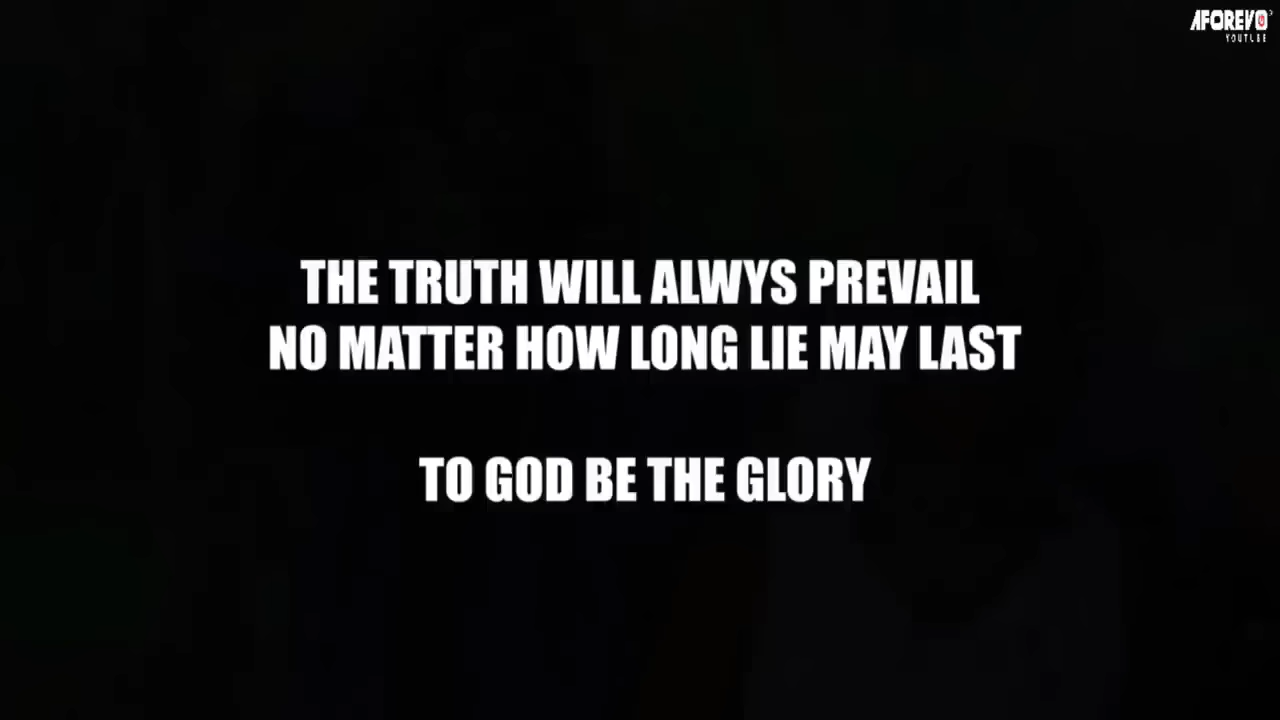 AFOREVO
YOUTUBE
THE TRUTH WILL ALWYS PREVAIL
NO MATTER HOW LONG LIE MAY LAST
TO GOD BE THE GLORY